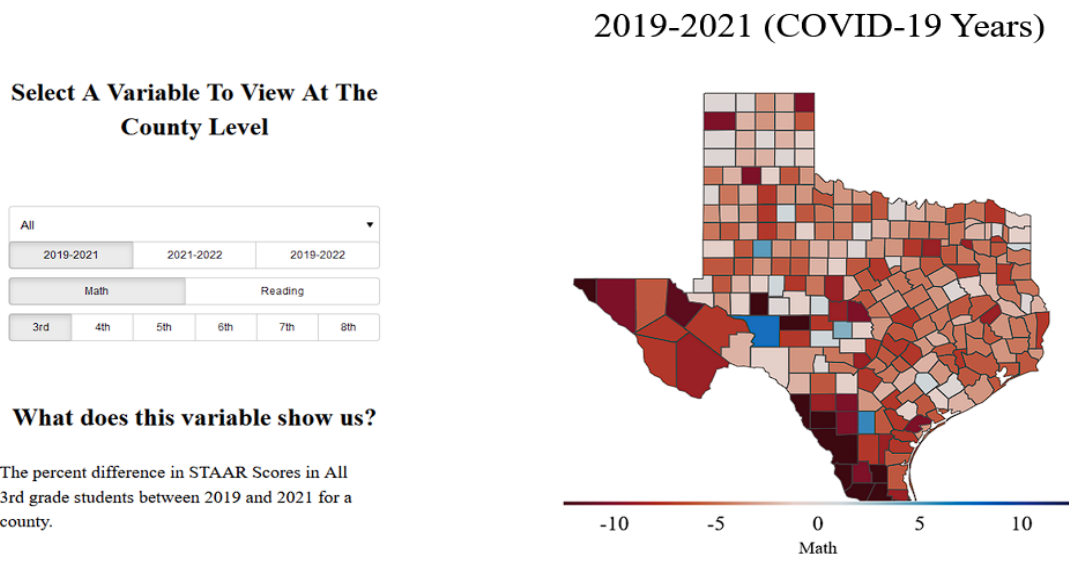 2019-2021 (COVID-19 Years)
Select A Variable To View At The
County Level
All
2019-2021 2021-2022 2019-2022
Math Reading
3rd 4th 5th 6th 7th 8th
What does this variable show us?
The percent difference in STAAR Scores in All
3rd grade students between 2019 and 2021 for a
county.
-10 -5 0 5 10
Math